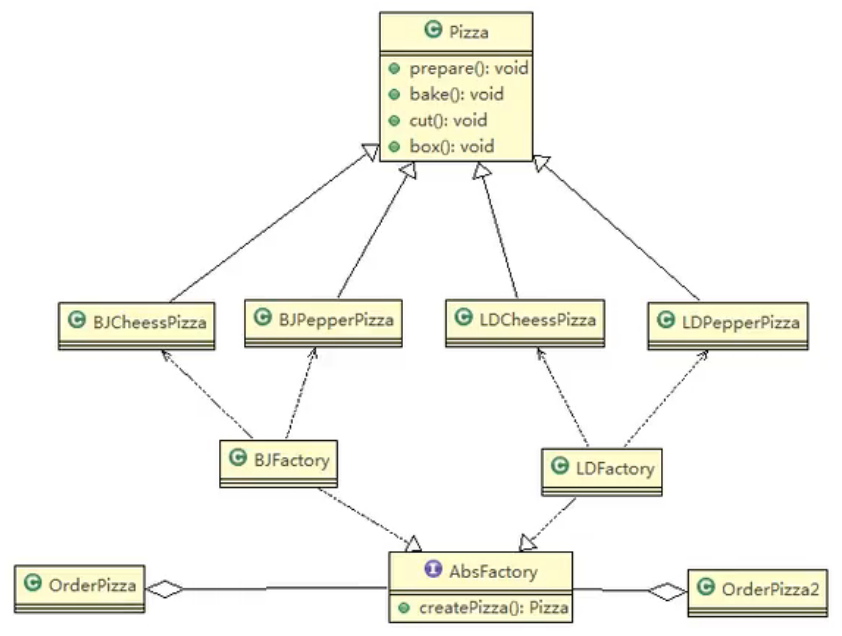 Pizza
prepare(): void
bake(): void
cut(): void
box(): void
BJCheessPizza
BJPepperPizza
LDCheessPizza
LDPepperPizza
BJFactory
LDFactory
OrderPizza
AbsFactory
createPizza(): Pizza
OrderPizza2